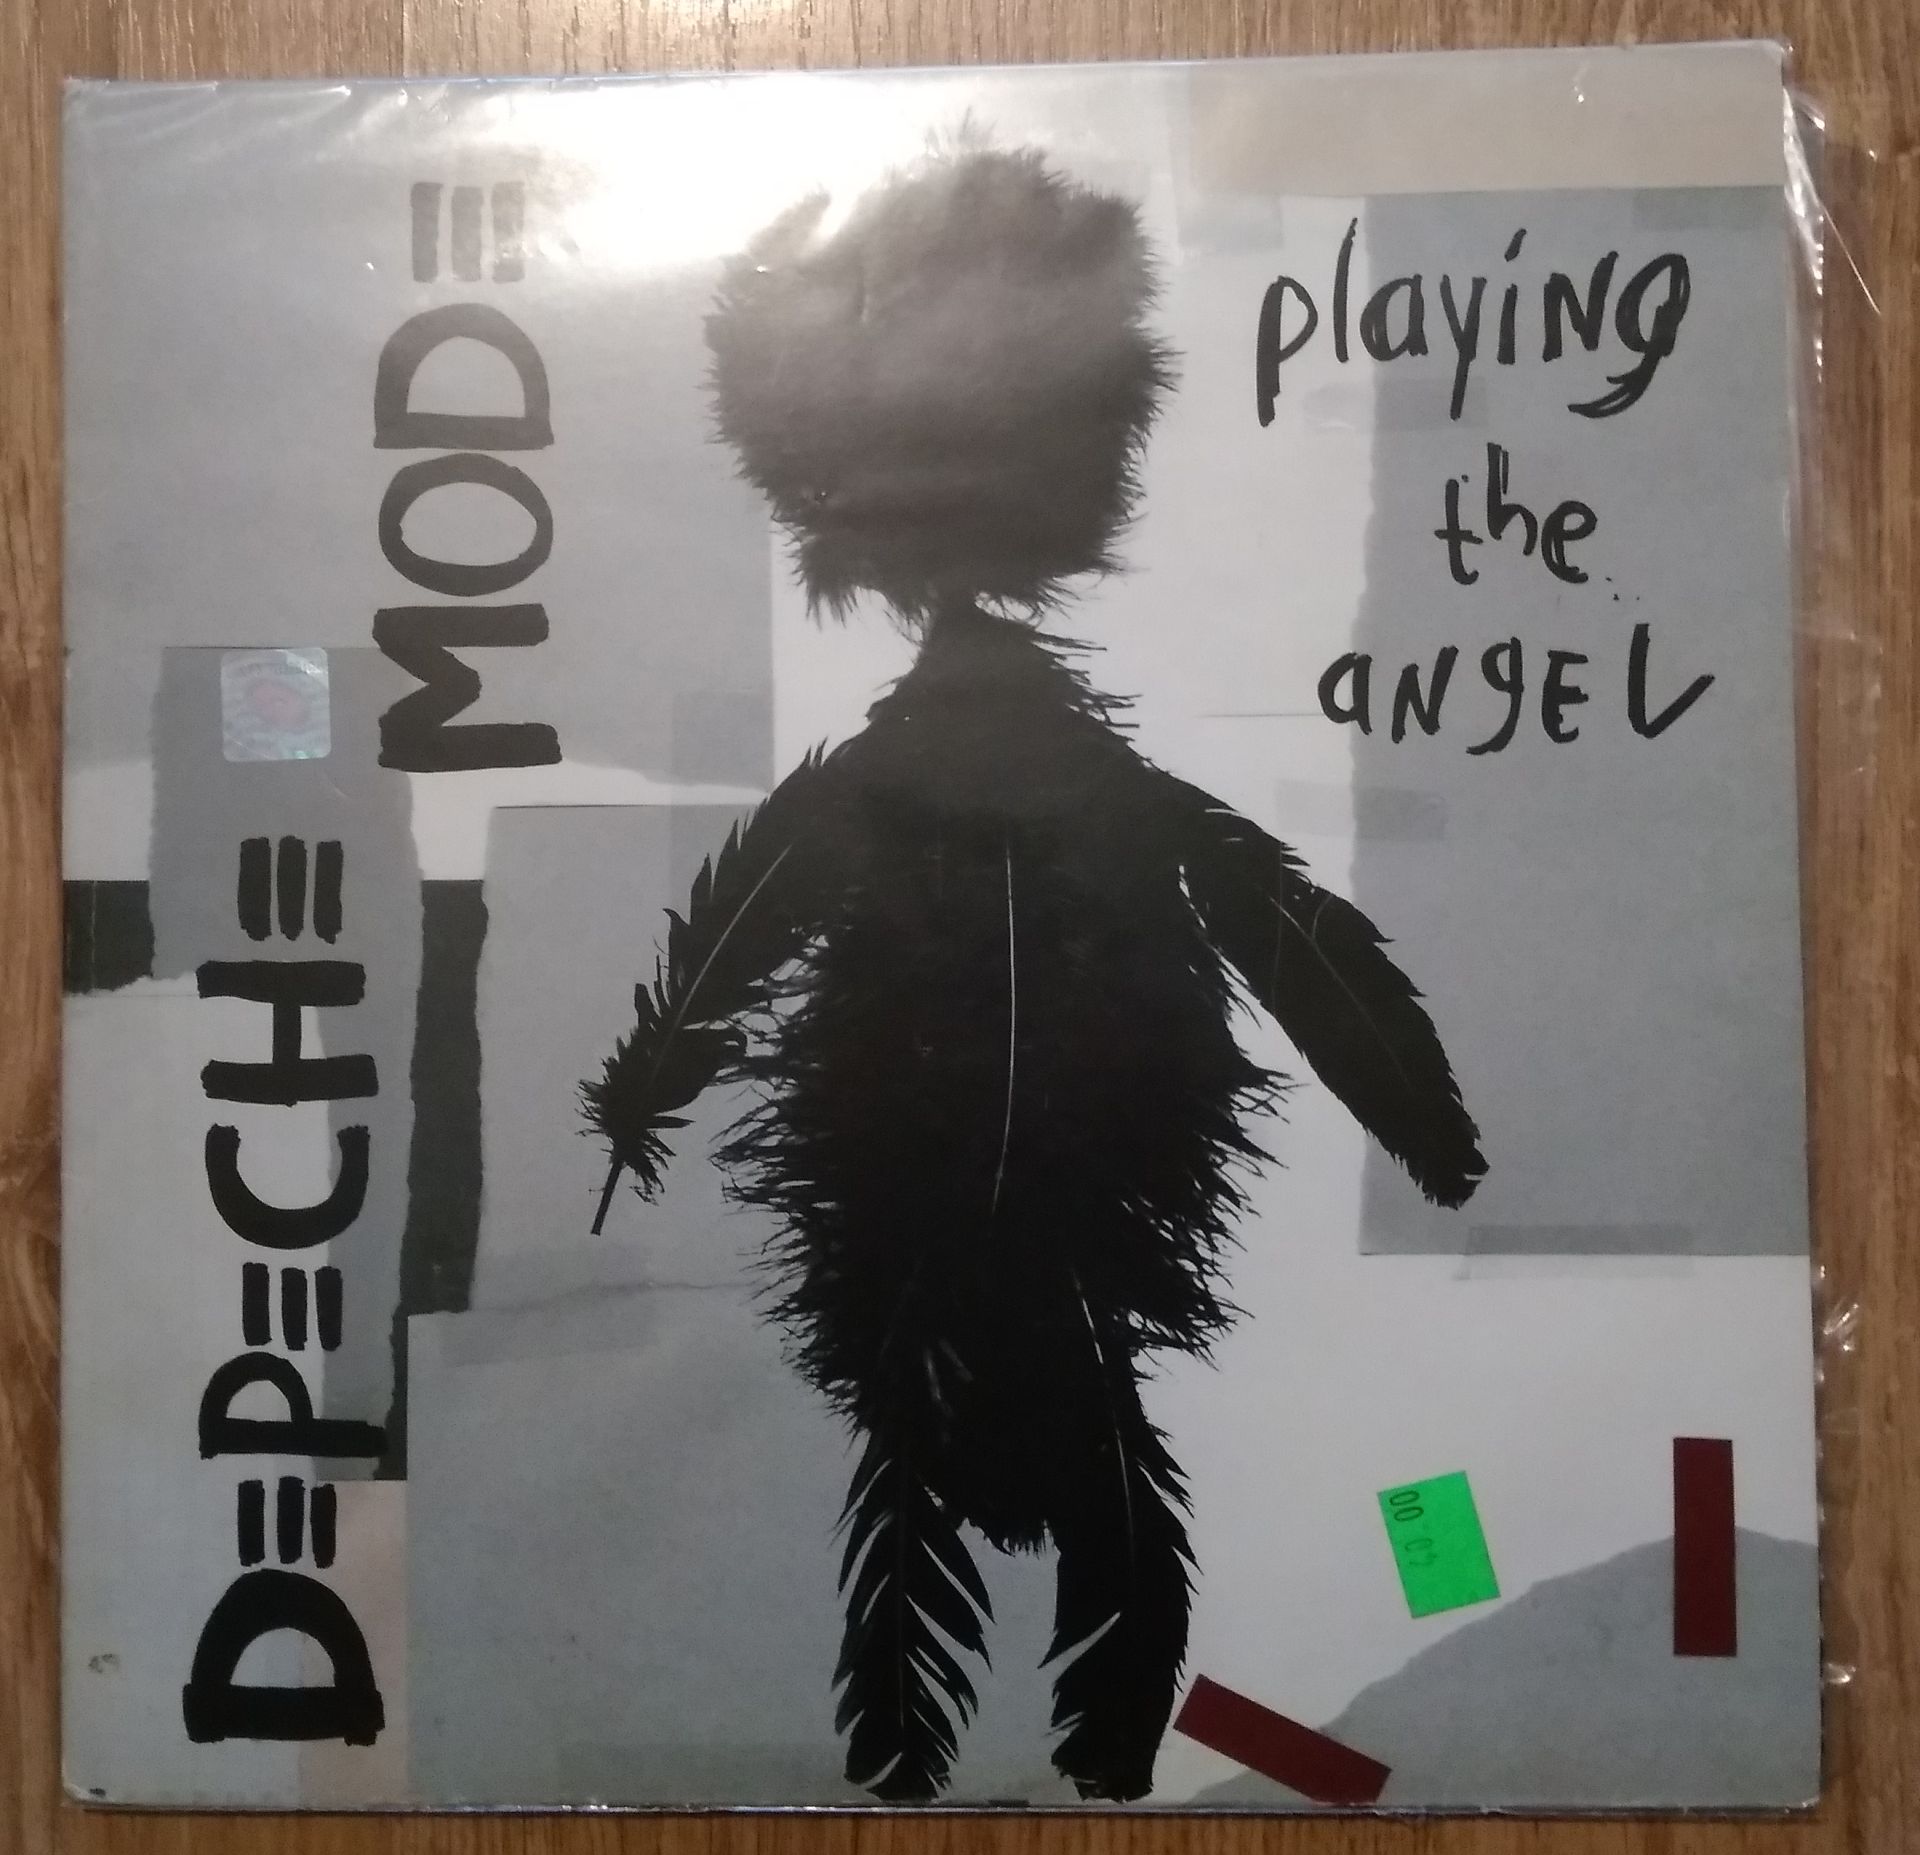 DEPECHE MODE
playing
the
angel